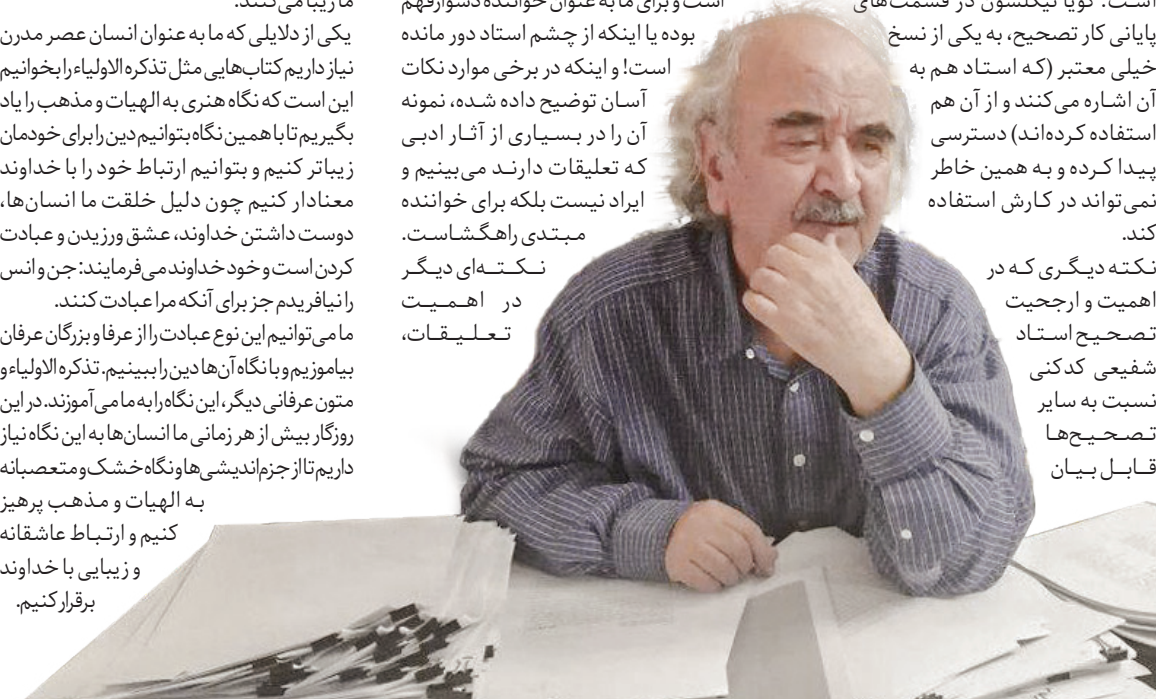 است. گویا نیکلسون در قسمت‌های
پایانی کار تصحیح، به یکی از نسخ
خیلی معتبر (که استاد هم به
آن اشاره می‌کنند و از آن هم
استفاده کرده‌اند) دسترسی
پیدا کرده و به همین خاطر
نمی‌تواند در کارش استفاده
کند.
نکته دیگری که در
اهمیت و ارجحیت
تصحیح استاد
شفیعی کدکنی
نسبت به سایر
تصحیح‌ها
قابل بیان
است و برای ما به عنوان خواننده دشوارفهم
بوده یا اینکه از چشم استاد دور مانده
است! و اینکه در برخی موارد نکات
آسان توضیح داده شده، نمونه
آن را در بسیاری از آثار ادبی
که تعلیقات دارند می‌بینیم و
ایراد نیست بلکه برای خواننده
مبتدی راهگشاست.
نکته‌ای دیگر
در اهمیت
تعلیقات،
ما زیبا می‌کنند.
یکی از دلایلی که ما به عنوان انسان عصر مدرن
نیاز داریم کتاب‌هایی مثل تذکره‌الاولیاء را بخوانیم
این است که نگاه هنری به الهیات و مذهب را یاد
بگیریم تا با همین نگاه بتوانیم دین را برای خودمان
زیباتر کنیم و بتوانیم ارتباط خود را با خداوند
معنادار کنیم چون دلیل خلقت ما انسان‌ها،
دوست داشتن خداوند، عشق ورزیدن و عبادت
کردن است و خود خداوند می‌فرمایند: جن و انس
را نیافریدم جز برای آنکه مرا عبادت کنند.
ما می‌توانیم این نوع عبادت را از عرفا و بزرگان عرفان
بیاموزیم و با نگاه آن‌ها دین را ببینیم. تذکره‌الاولیاء و
متون عرفانی دیگر، این نگاه را به ما می‌آموزند. در این
روزگار بیش از هر زمانی ما انسان‌ها به این نگاه نیاز
داریم تا از جزم‌اندیشی‌ها و نگاه خشک و متعصبانه
به الهیات و مذهب پرهیز
کنیم و ارتباط عاشقانه
و زیبایی با خداوند
برقرار کنیم.